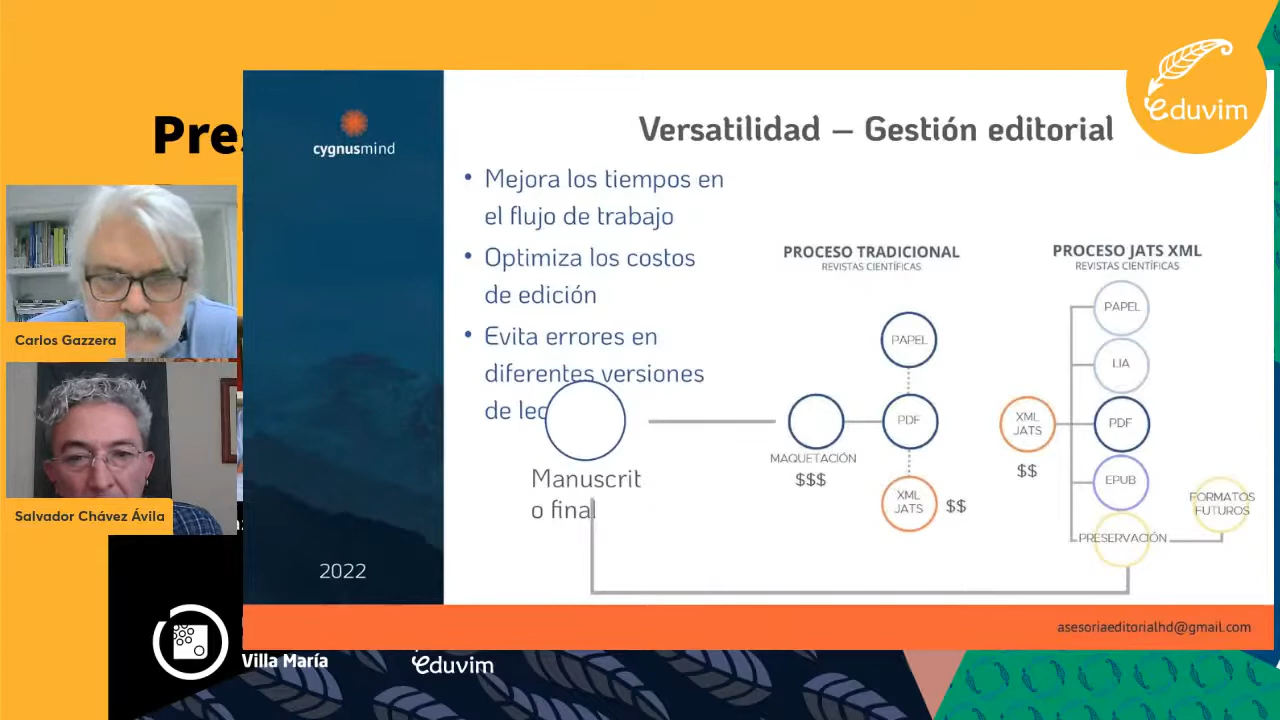 Pre
Carlos Gazzera
Salvador Chávez Ávila
cygnusmind
2022
Versatilidad – Gestión editorial
• Mejora los tiempos en
el flujo de trabajo
• Optimiza los costos
de edición
• Evita errores en
diferentes versiones
de lec
Manuscrit
o final
PROCESO TRADICIONAL
REVISTAS CIENTÍFICAS
PAPEL
PDF
MAQUETACIÓN
$$$
XML
JATS
$$
PROCESO JATS XML
REVISTAS CIENTÍFICAS
PAPEL
LIA
XML
JATS
$$
PDF
EPUB
PRESERVACIÓN
FORMATOS
FUTUROS
asesoriaeditorialhd@gmail.com
eduvim
Villa María
eduvim